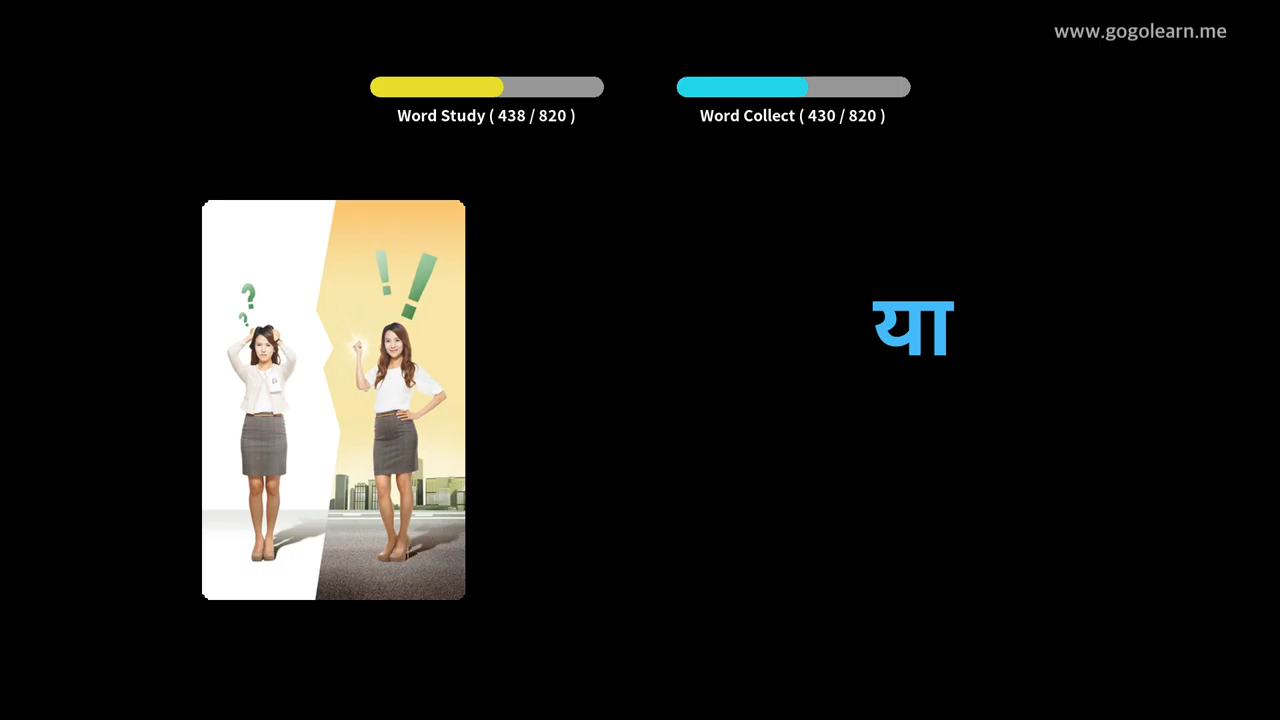 www.gogolearn.me
Word Study ( 438 / 820 )
Word Collect ( 430 / 820 )
? ?
! !
या